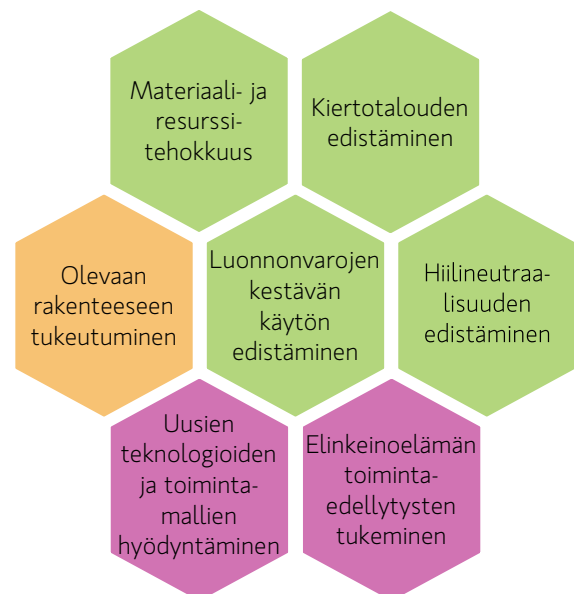 Materiaali- ja
resurssi-
tehokkuus
Kiertotalouden
edistäminen
Olevaan
rakenteeseen
tukeutuminen
Luonnonvarojen
kestävän
käytön
edistäminen
Hiilineutraa-
lisuuden
edistäminen
Uusien
teknologioiden
ja toiminta-
mallien
hyödyntäminen
Elinkeinoelämän
toiminta-
edellytysten
tukeminen